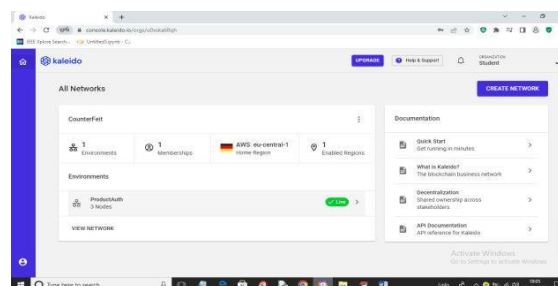 Kaleido
console.kaleido.io/orgs/
kaleido
UPGRADE
Help & Support
ORGANIZATION
Student
All Networks
CREATE NETWORK
CounterFeit
1
Environments
1
Memberships
AWS: eu-central-1
Home Region
1
Enabled Regions
Environments
ProductAuth
3 Nodes
Live
VIEW NETWORK
Documentation
Quick Start
Get running in minutes
What is Kaleido?
The blockchain business network
Decentralization
Shared ownership across
stakeholders
API Documentation
API reference for Kaleido
Activate Windows
Go to Settings to activate Windows.
Type here to search